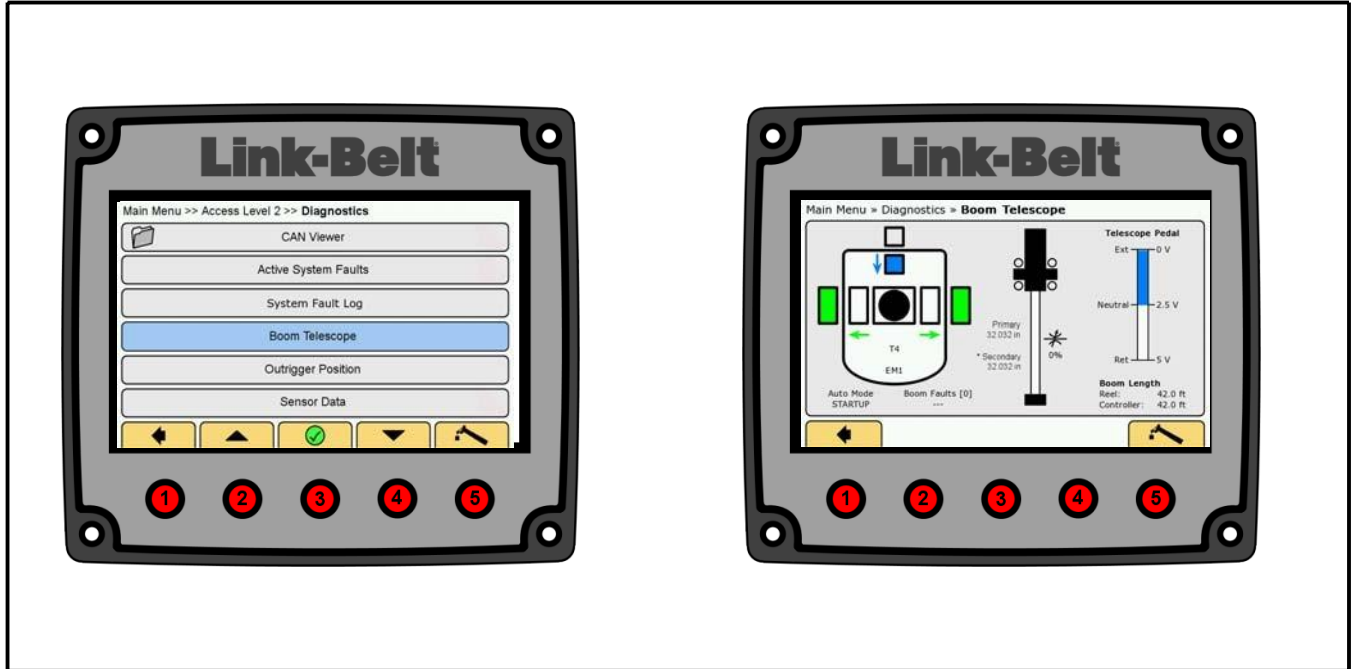 Link-Belt
Main Menu >> Access Level 2 >> Diagnostics
CAN Viewer
Active System Faults
System Fault Log
Boom Telescope
Outrigger Position
Sensor Data
1 2 3 4 5
Link-Belt
Main Menu » Diagnostics » Boom Telescope
Telescope Pedal
Ext 0 V
Neutral 2.5 V
Ret 5 V
Primary
32.032 in
* Secondary
32.032 in
0%
T4
EM1
Auto Mode
STARTUP
Boom Faults [0]
---
Boom Length
Reel: 42.0 ft
Controller: 42.0 ft
1 2 3 4 5